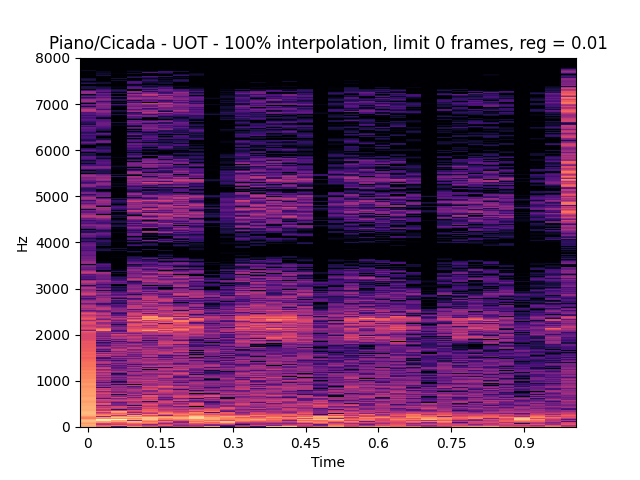 Piano/Cicada - UOT - 100% interpolation, limit 0 frames, reg = 0.01
8000
7000
6000
5000
4000
3000
2000
1000
0
Hz
0 0.15 0.3 0.45 0.6 0.75 0.9
Time